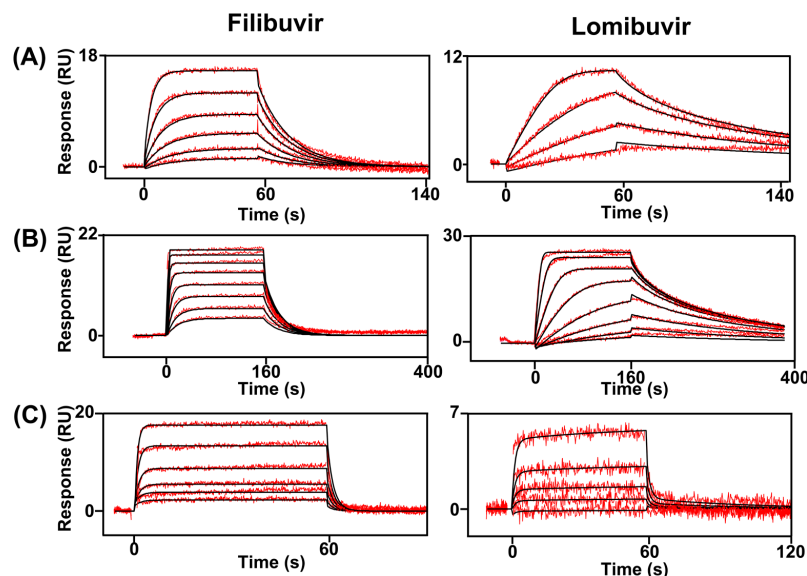 Filibuvir Lomibuvir
(A) Response (RU) 18 0 0 60 140 Time (s)
12 0 0 60 140 Time (s)
(B) Response (RU) 22 0 0 160 400 Time (s)
30 0 0 160 400 Time (s)
(C) Response (RU) 20 0 0 60 Time (s)
7 0 0 60 120 Time (s)